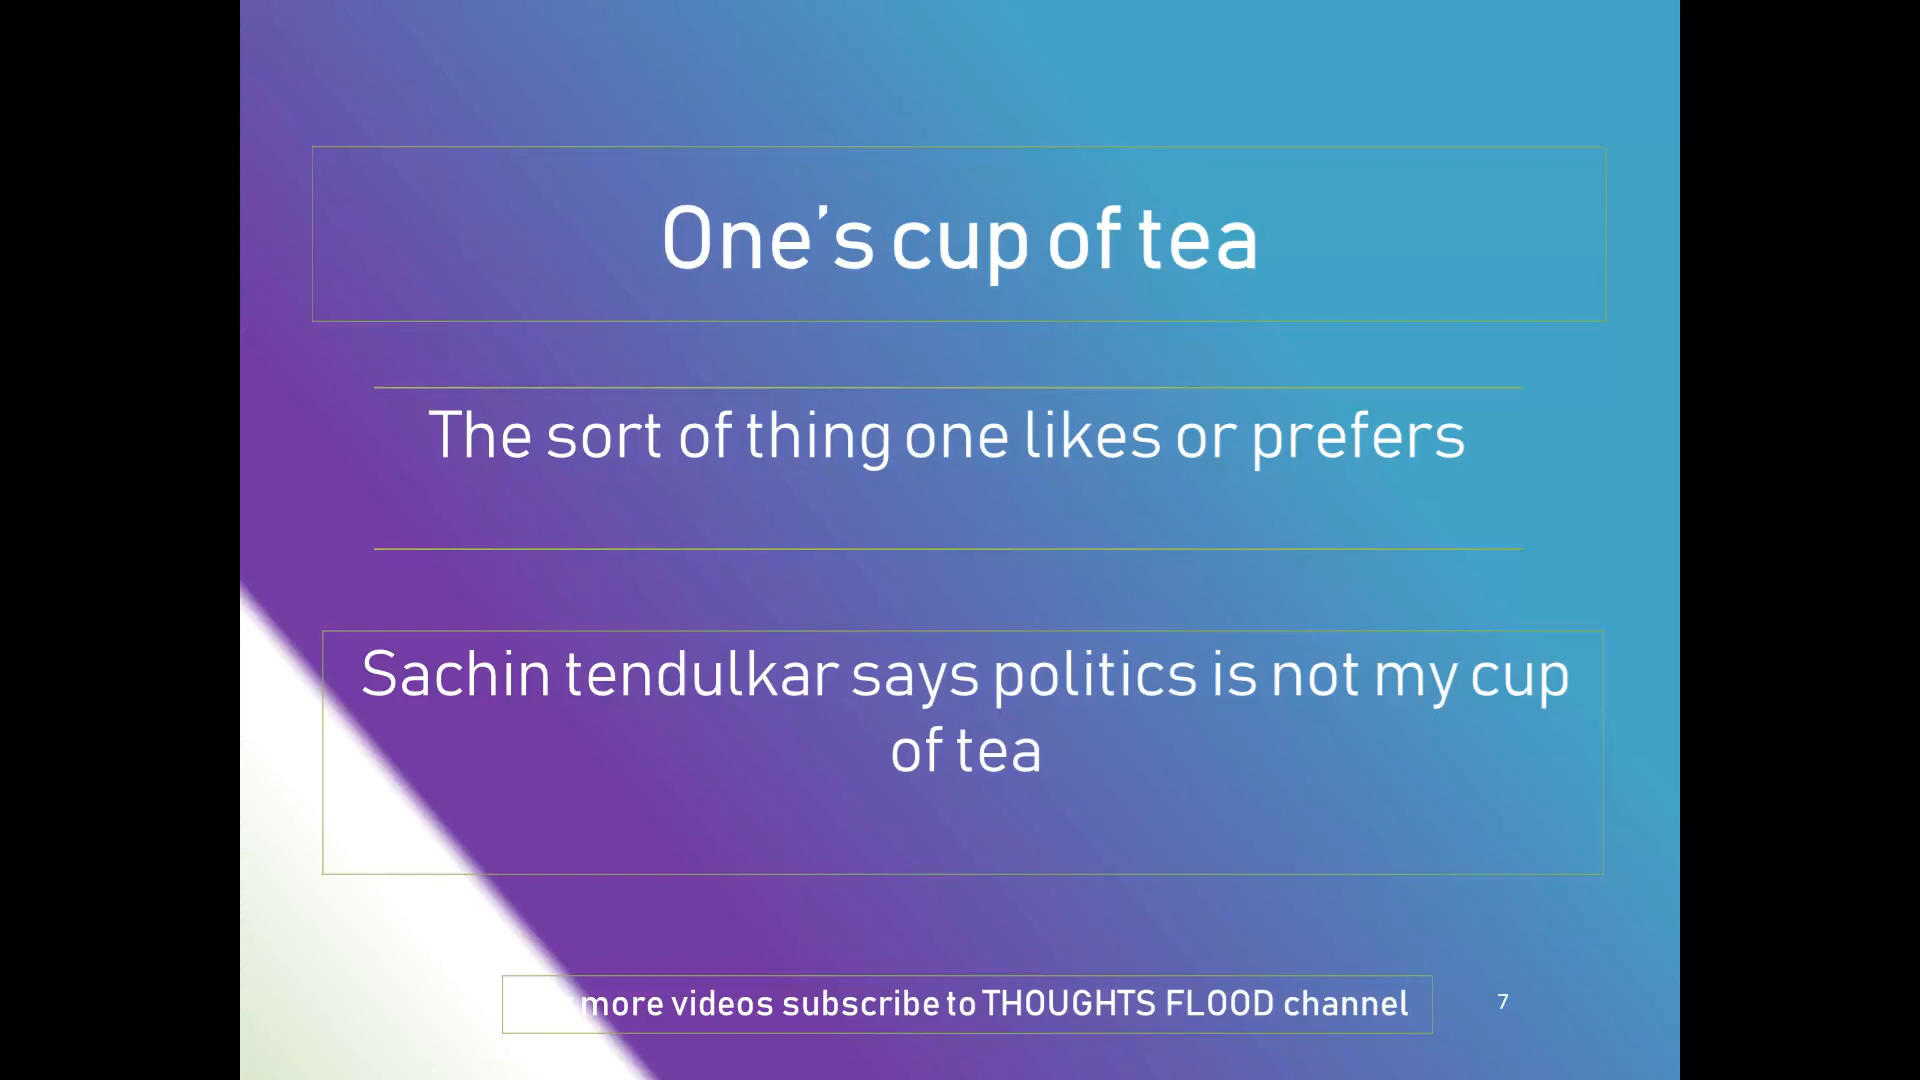 One’s cup of tea
The sort of thing one likes or prefers
Sachin tendulkar says politics is not my cup
of tea
more videos subscribe to THOUGHTS FLOOD channel
7